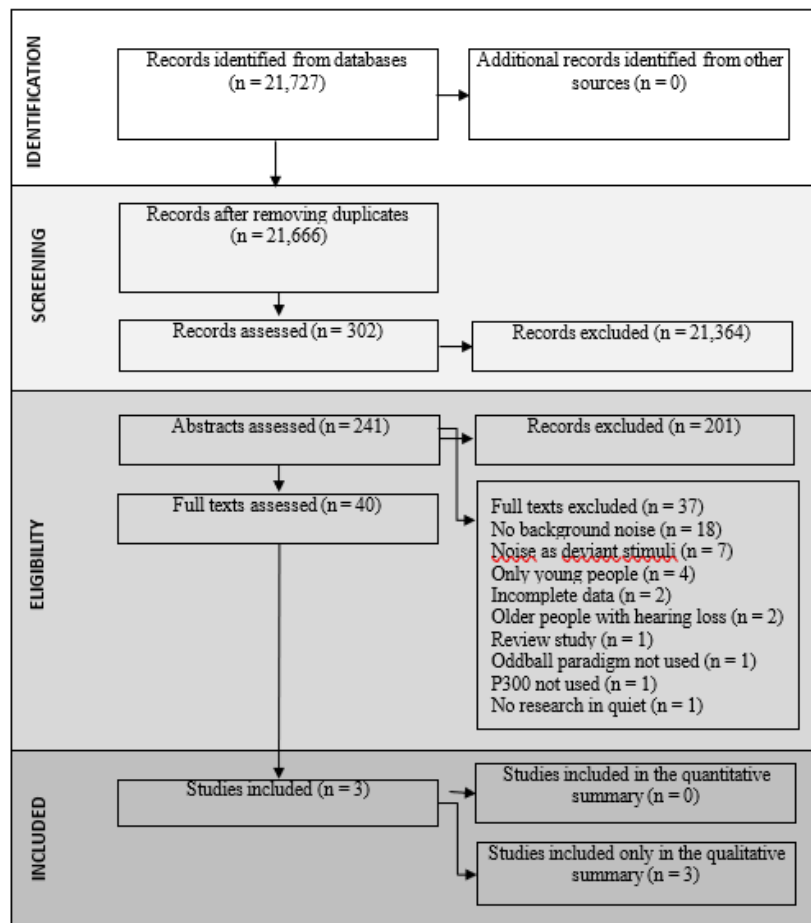 IDENTIFICATION
Records identified from databases
(n = 21,727)
Additional records identified from other
sources (n = 0)
SCREENING
Records after removing duplicates
(n = 21,666)
Records assessed (n = 302)
Records excluded (n = 21,364)
ELIGIBILITY
Abstracts assessed (n = 241)
Records excluded (n = 201)
Full texts assessed (n = 40)
Full texts excluded (n = 37)
No background noise (n = 18)
Noise as deviant stimuli (n = 7)
Only young people (n = 4)
Incomplete data (n = 2)
Older people with hearing loss (n = 2)
Review study (n = 1)
Oddball paradigm not used (n = 1)
P300 not used (n = 1)
No research in quiet (n = 1)
INCLUDED
Studies included (n = 3)
Studies included in the quantitative
summary (n = 0)
Studies included only in the qualitative
summary (n = 3)